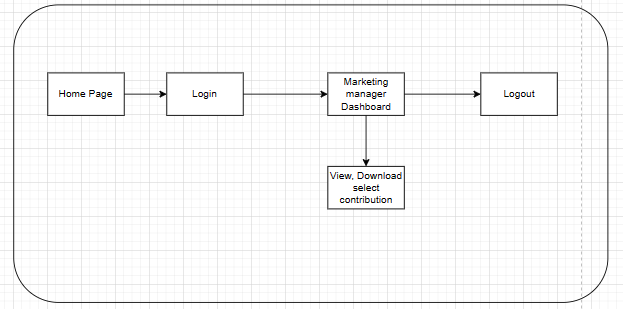 Home Page
Login
Marketing
manager
Dashboard
Logout
View, Download
select
contribution